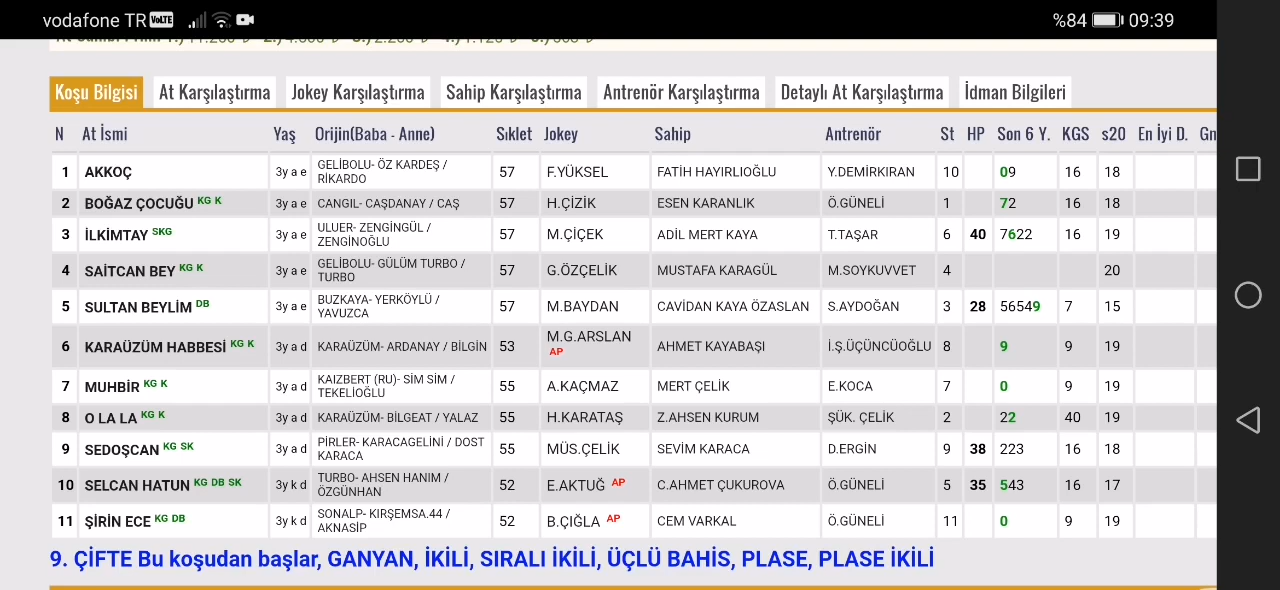 vodafone TR VoLTE %84 09:39
Koşu Bilgisi At Karşılaştırma Jokey Karşılaştırma Sahip Karşılaştırma Antrenör Karşılaştırma Detaylı At Karşılaştırma İdman Bilgileri
N At İsmi Yaş Orijin(Baba - Anne) Sıklet Jokey Sahip Antrenör St HP Son 6 Y. KGS s20 En İyi D. Gn
1 AKKOÇ 3y a e GELİBOLU- ÖZ KARDEŞ / RİKARDO 57 F.YÜKSEL FATİH HAYIRLIOĞLU Y.DEMİRKIRAN 10 09 16 18
2 BOĞAZ ÇOCUĞU KG K 3y a e CANGIL- CAŞDANAY / CAŞ 57 H.ÇİZİK ESEN KARANLIK Ö.GÜNELİ 1 72 16 18
3 İLKİMTAY SKG 3y a e ULUER- ZENGİNGÜL / ZENGİNOĞLU 57 M.ÇİÇEK ADİL MERT KAYA T.TAŞAR 6 40 7622 16 19
4 SAİTCAN BEY KG K 3y a e GELİBOLU- GÜLÜM TURBO / TURBO 57 G.ÖZÇELİK MUSTAFA KARAGÜL M.SOYKUVVET 4 20
5 SULTAN BEYLİM DB 3y a e BUZKAYA- YERKÖYLÜ / YAVUZCA 57 M.BAYDAN CAVİDAN KAYA ÖZASLAN S.AYDOĞAN 3 28 56549 7 15
6 KARAÜZÜM HABBESİ KG K 3y a d KARAÜZÜM- ARDANAY / BİLGİN 53 M.G.ARSLAN AP AHMET KAYABAŞI İ.Ş.ÜÇÜNCÜOĞLU 8 9 9 19
7 MUHBİR KG K 3y a d KAIZBERT (RU)- SİM SİM / TEKELİOĞLU 55 A.KAÇMAZ MERT ÇELİK E.KOCA 7 0 9 19
8 O LA LA KG K 3y a d KARAÜZÜM- BİLGEAT / YALAZ 55 H.KARATAŞ Z.AHSEN KURUM ŞÜK. ÇELİK 2 22 40 19
9 SEDOŞCAN KG SK 3y a d PİRLER- KARACAGELİNİ / DOST KARACA 55 MÜS.ÇELİK SEVİM KARACA D.ERGİN 9 38 223 16 18
10 SELCAN HATUN KG DB SK 3y k d TURBO- AHSEN HANIM / ÖZGÜNHAN 52 E.AKTUĞ AP C.AHMET ÇUKUROVA Ö.GÜNELİ 5 35 543 16 17
11 ŞİRİN ECE KG DB 3y k d SONALP- KIRŞEMSA.44 / AKNASİP 52 B.ÇIĞLA AP CEM VARKAL Ö.GÜNELİ 11 0 9 19
9. ÇİFTE Bu koşudan başlar, GANYAN, İKİLİ, SIRALI İKİLİ, ÜÇLÜ BAHİS, PLASE, PLASE İKİLİ